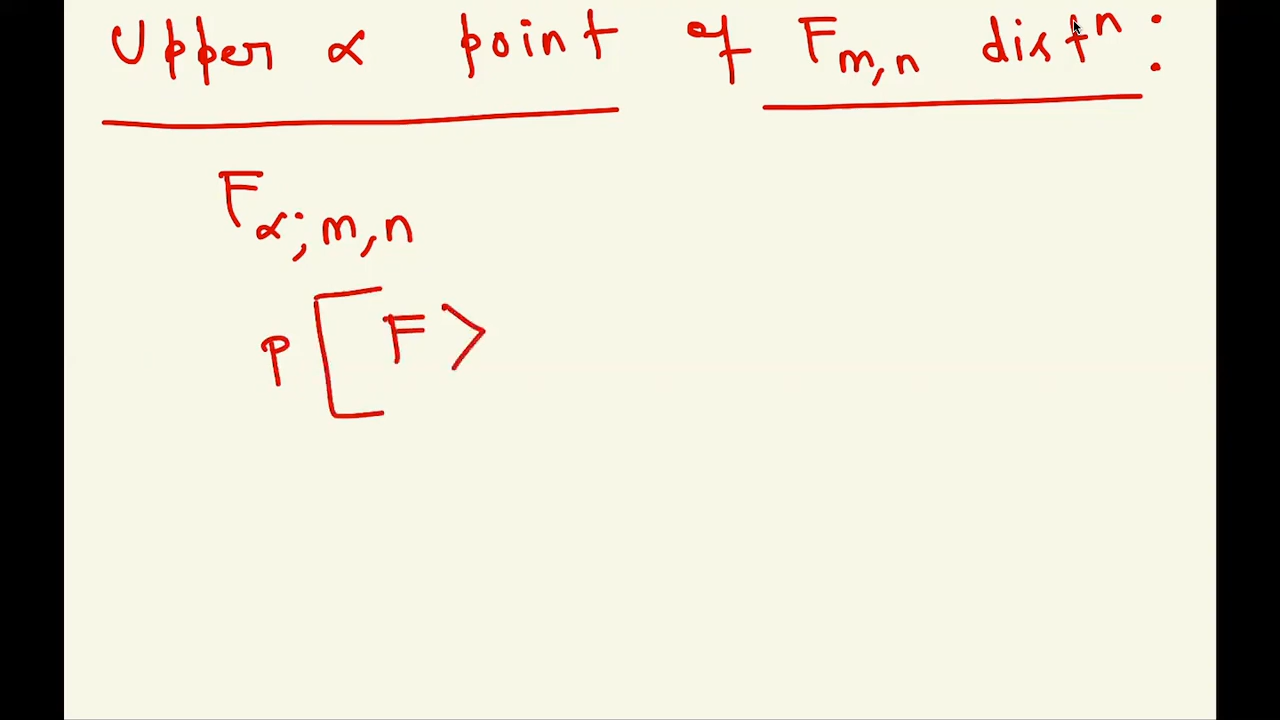 Upper α point of Fm,n distⁿ:
Fα;m,n
P[F>